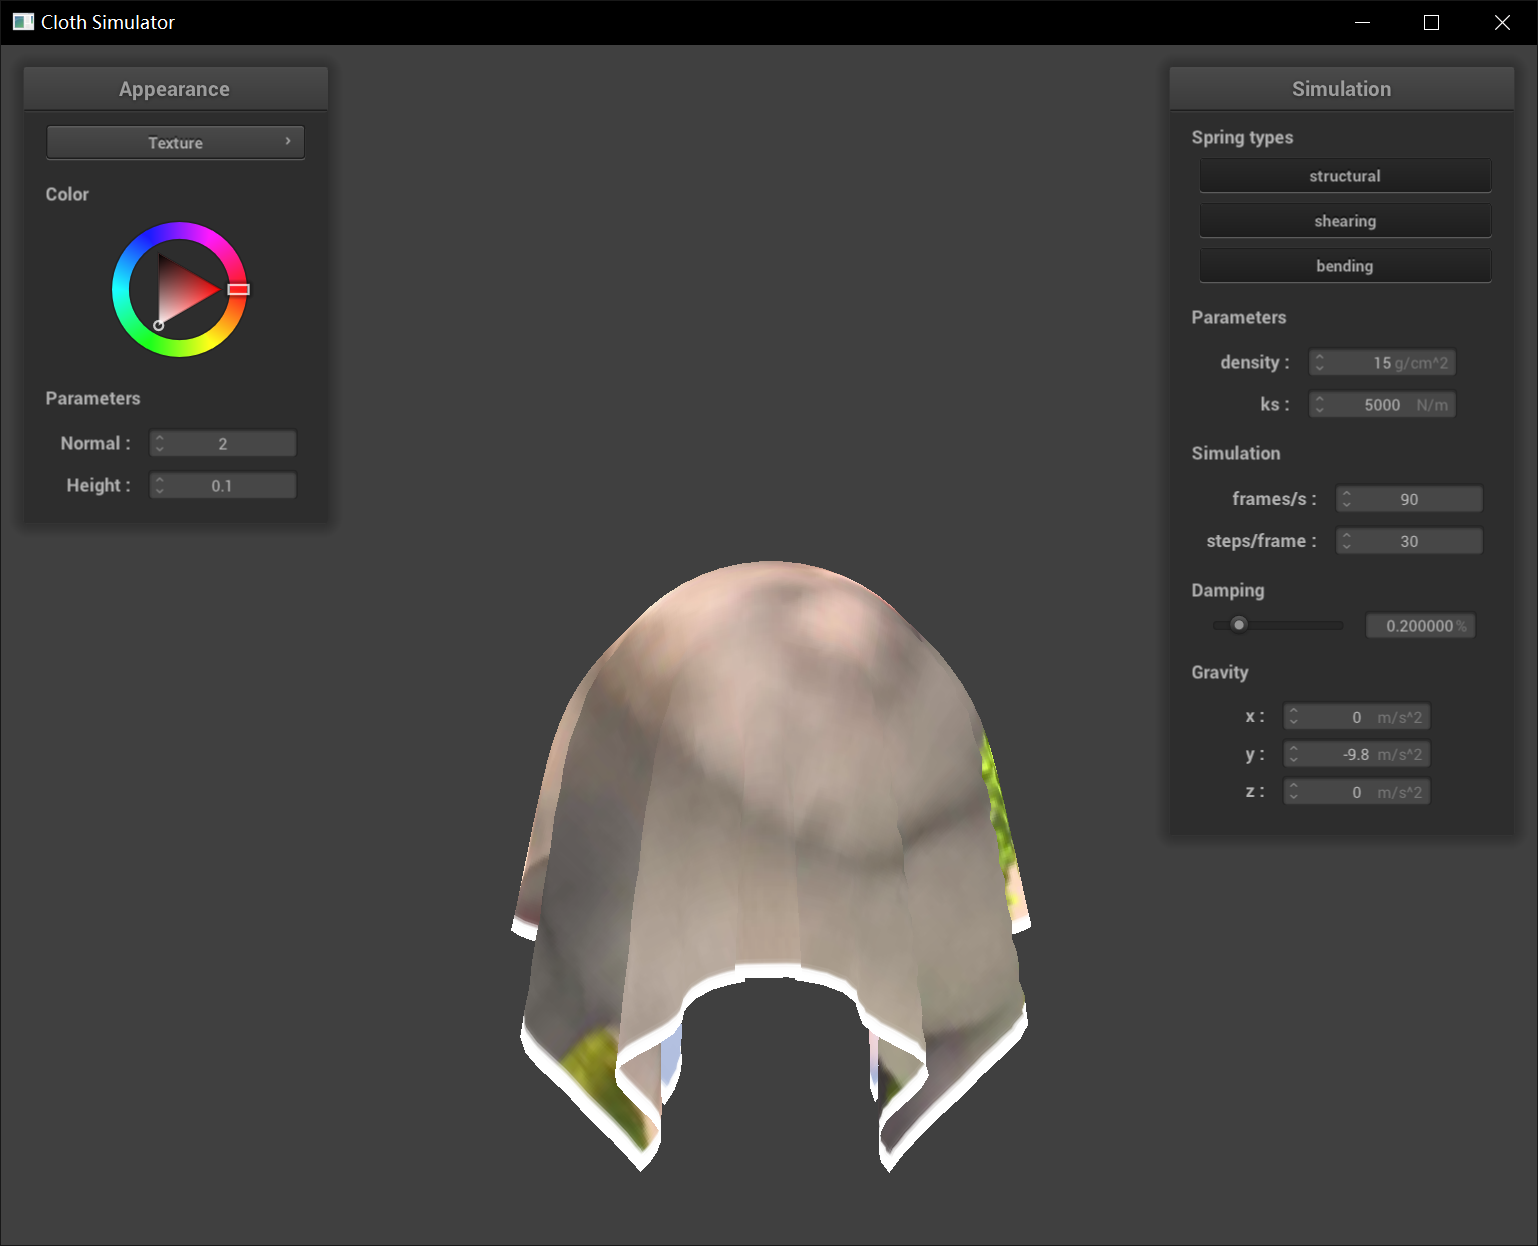 Cloth Simulator
Appearance
Texture
Color
Parameters
Normal : 2
Height : 0.1
Simulation
Spring types
structural
shearing
bending
Parameters
density : 15 g/cm^2
ks : 5000 N/m
Simulation
frames/s : 90
steps/frame : 30
Damping
0.200000 %
Gravity
x : 0 m/s^2
y : -9.8 m/s^2
z : 0 m/s^2